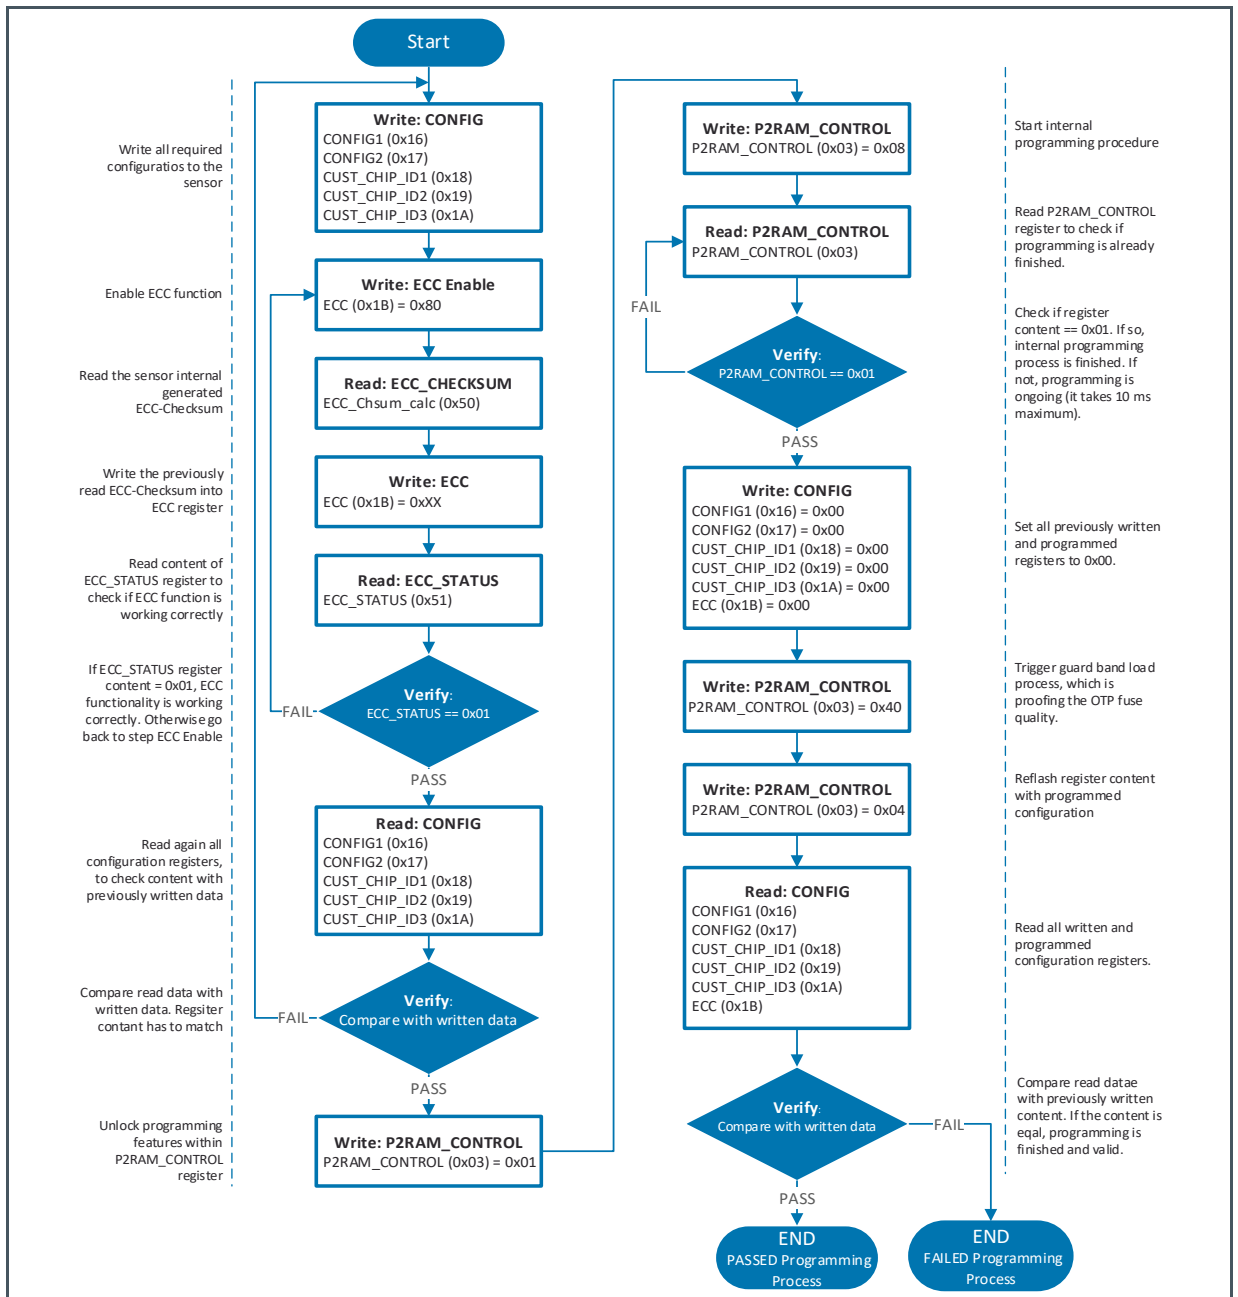 Start
Write all required
configuratios to the
sensor
Write: CONFIG
CONFIG1 (0x16)
CONFIG2 (0x17)
CUST_CHIP_ID1 (0x18)
CUST_CHIP_ID2 (0x19)
CUST_CHIP_ID3 (0x1A)
Enable ECC function
Write: ECC Enable
ECC (0x1B) = 0x80
Read the sensor internal
generated
ECC-Checksum
Read: ECC_CHECKSUM
ECC_Chsum_calc (0x50)
Write the previously
read ECC-Checksum into
ECC register
Write: ECC
ECC (0x1B) = 0xXX
Read content of
ECC_STATUS register to
check if ECC function is
working correctly
Read: ECC_STATUS
ECC_STATUS (0x51)
If ECC_STATUS register
content = 0x01, ECC
functionality is working
correctly. Otherwise go
back to step ECC Enable
FAIL
Verify:
ECC_STATUS == 0x01
PASS
Read again all
configuration registers,
to check content with
previously written data
Read: CONFIG
CONFIG1 (0x16)
CONFIG2 (0x17)
CUST_CHIP_ID1 (0x18)
CUST_CHIP_ID2 (0x19)
CUST_CHIP_ID3 (0x1A)
Compare read data with
written data. Regsiter
contant has to match
FAIL
Verify:
Compare with written data
PASS
Unlock programming
features within
P2RAM_CONTROL
register
Write: P2RAM_CONTROL
P2RAM_CONTROL (0x03) = 0x01
Write: P2RAM_CONTROL
P2RAM_CONTROL (0x03) = 0x08
Start internal
programming procedure
Read: P2RAM_CONTROL
P2RAM_CONTROL (0x03)
Read P2RAM_CONTROL
register to check if
programming is already
finished.
FAIL
Verify:
P2RAM_CONTROL == 0x01
Check if register
content == 0x01. If so,
internal programming
process is finished. If
not, programming is
ongoing (it takes 10 ms
maximum).
PASS
Write: CONFIG
CONFIG1 (0x16) = 0x00
CONFIG2 (0x17) = 0x00
CUST_CHIP_ID1 (0x18) = 0x00
CUST_CHIP_ID2 (0x19) = 0x00
CUST_CHIP_ID3 (0x1A) = 0x00
ECC (0x1B) = 0x00
Set all previously written
and programmed
registers to 0x00.
Write: P2RAM_CONTROL
P2RAM_CONTROL (0x03) = 0x40
Trigger guard band load
process, which is
proofing the OTP fuse
quality.
Write: P2RAM_CONTROL
P2RAM_CONTROL (0x03) = 0x04
Reflash register content
with programmed
configuration
Read: CONFIG
CONFIG1 (0x16)
CONFIG2 (0x17)
CUST_CHIP_ID1 (0x18)
CUST_CHIP_ID2 (0x19)
CUST_CHIP_ID3 (0x1A)
ECC (0x1B)
Read all written and
programmed
configuration registers.
Verify:
Compare with written data
FAIL
Compare read datae
with previously written
content. If the content is
eqal, programming is
finished and valid.
PASS
END
PASSED Programming
Process
END
FAILED Programming
Process